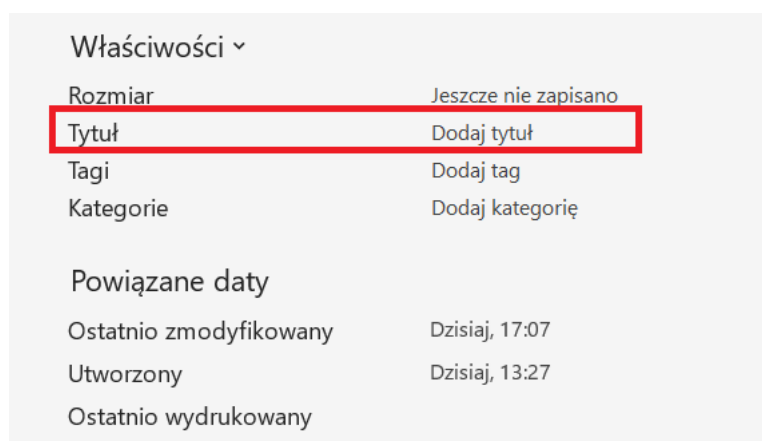 Właściwości
Rozmiar Jeszcze nie zapisano
Tytuł Dodaj tytuł
Tagi Dodaj tag
Kategorie Dodaj kategorię
Powiązane daty
Ostatnio zmodyfikowany Dzisiaj, 17:07
Utworzony Dzisiaj, 13:27
Ostatnio wydrukowany